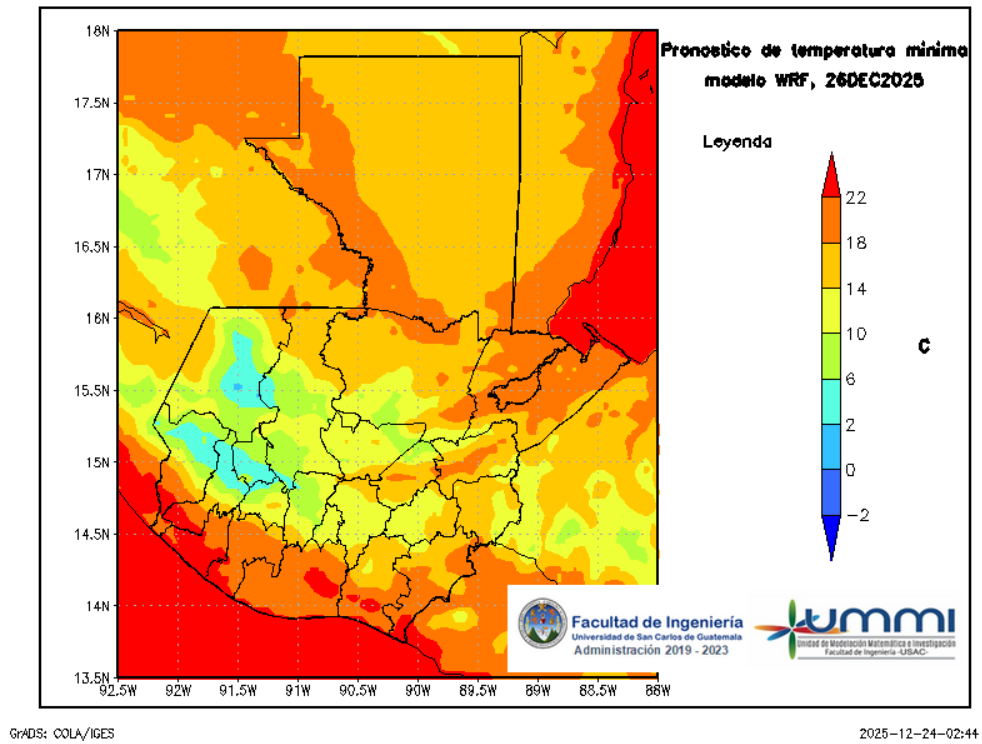 Pronostico de temperatura minima
modelo WRF, 26DEC2025
Leyenda
22
18
14
10
6
2
0
-2
C
18N
17.5N
17N
16.5N
16N
15.5N
15N
14.5N
14N
13.5N
92.5W
92W
91.5W
91W
90.5W
90W
89.5W
89W
88.5W
88W
Facultad de Ingeniería
Universidad de San Carlos de Guatemala
Administración 2019 - 2023
ummi
Unidad de Modelación Matemática e Investigación
Facultad de Ingeniería -USAC-
GrADS: COLA/IGES
2025-12-24-02:44